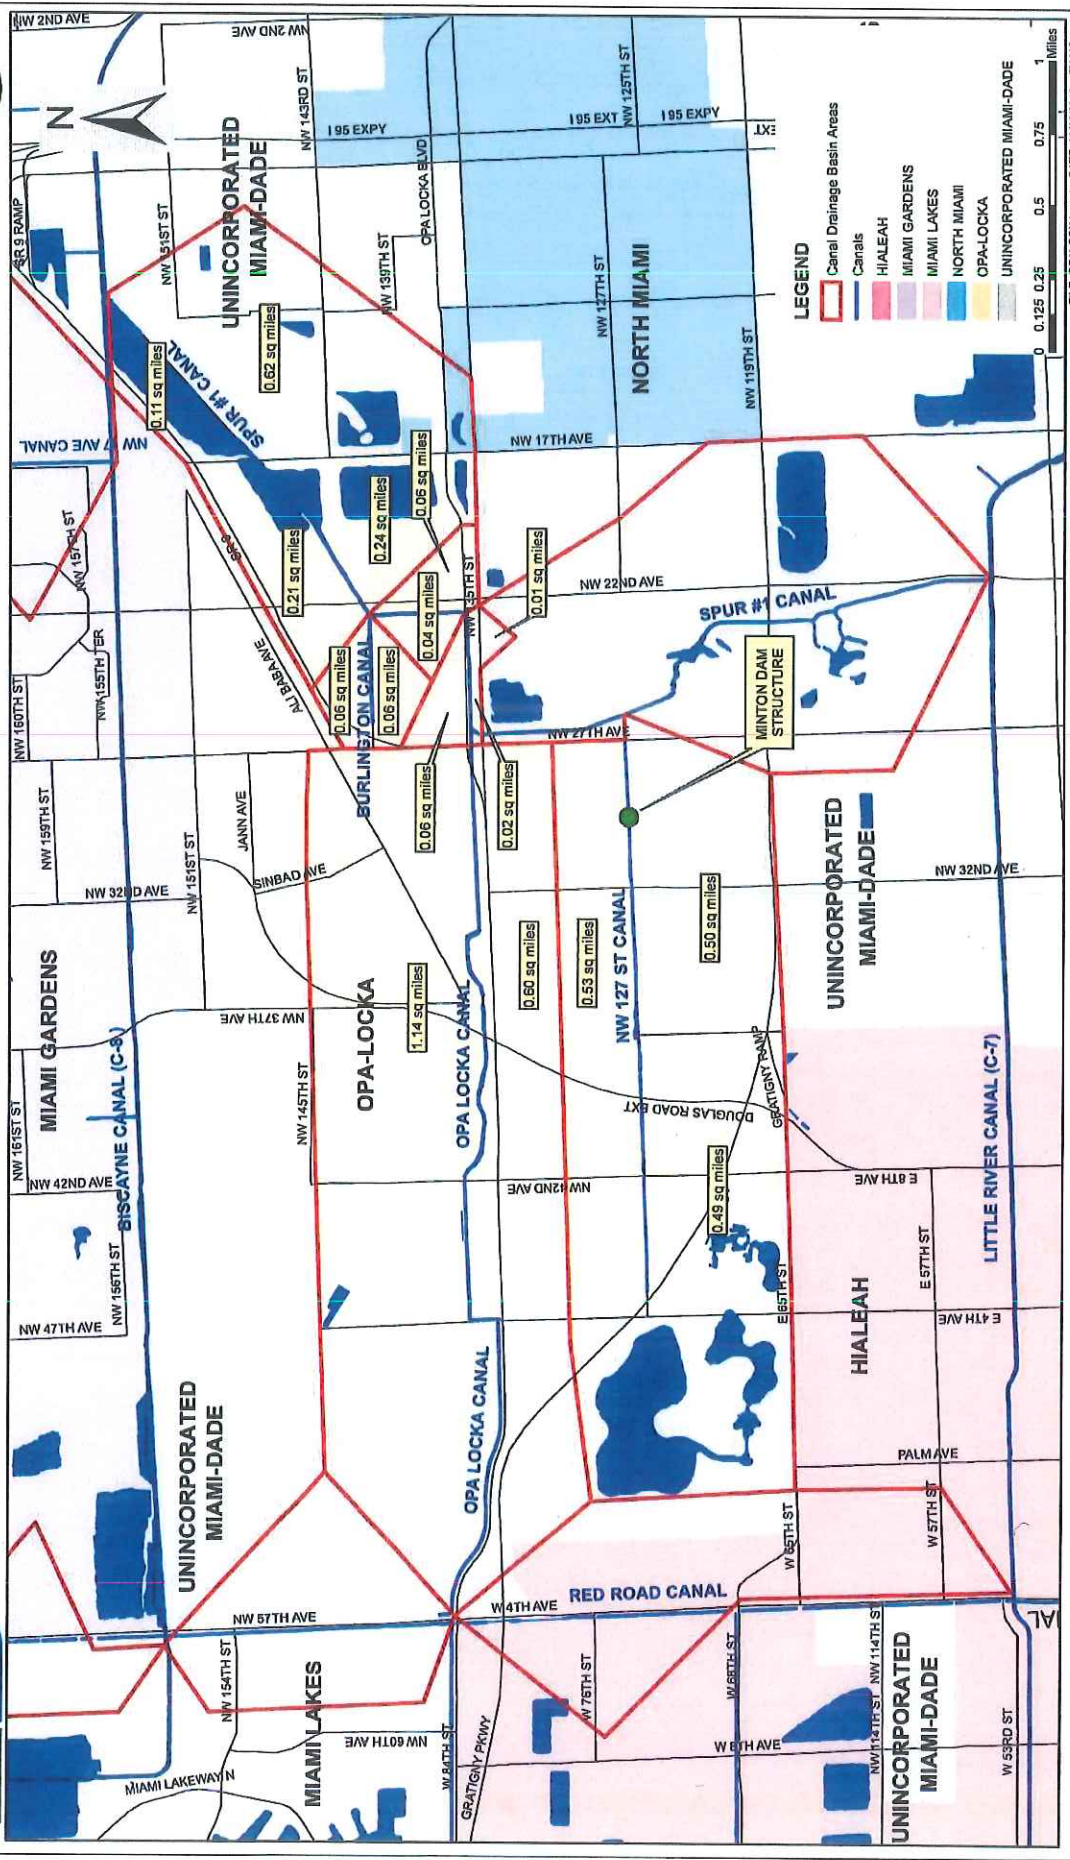 MIAMI GARDENS
NW 161ST ST
NW 160TH ST
NW 159TH ST
NW 157TH ST
NW 156TH ST
NW 155TH TER
NW 42ND AVE
NW 47TH AVE
NW 37TH AVE
NW 32ND AVE
BISCAYNE CANAL (C-8)
SR 9 RAMP
NW 2ND AVE
NW 2ND AVE
N
NW 151ST ST
NW 151ST ST
JANN AVE
SINBAD AVE
ALI BABA AVE
SR 9
0.11 sq miles
SPUR #1 CANAL
UNINCORPORATED
MIAMI-DADE
NW 143RD ST
I 95 EXPY
0.62 sq miles
0.21 sq miles
UNINCORPORATED
MIAMI-DADE
NW 57TH AVE
NW 154TH ST
MIAMI LAKES
MIAMI LAKEWAY N
NW 60TH AVE
NW 145TH ST
OPA-LOCKA
1.14 sq miles
BURLINGTON CANAL
0.06 sq miles
0.06 sq miles
0.24 sq miles
0.06 sq miles
0.04 sq miles
0.06 sq miles
NW 139TH ST
OPA LOCKA BLVD
NW 135TH ST
OPA LOCKA CANAL
OPA LOCKA CANAL
W 84TH ST
GRATIGNY PKWY
W 4TH AVE
RED ROAD CANAL
W 76TH ST
W 68TH ST
W 8TH AVE
NW 42ND AVE
0.60 sq miles
0.02 sq miles
0.01 sq miles
NW 17TH AVE
NW 22ND AVE
NW 27TH AVE
0.53 sq miles
NW 127 ST CANAL
NW 127TH ST
I 95 EXT
NW 125TH ST
I 95 EXPY
EXT
NORTH MIAMI
SPUR #1 CANAL
0.50 sq miles
0.49 sq miles
DOUGLAS ROAD EXT
GRATIGNY RAMP
MINTON DAM
STRUCTURE
NW 119TH ST
E 65TH ST
W 65TH ST
HIALEAH
E 8TH AVE
E 57TH ST
E 4TH AVE
PALM AVE
W 57TH ST
UNINCORPORATED
MIAMI-DADE
NW 32ND AVE
LITTLE RIVER CANAL (C-7)
NW 114TH ST
NW 114TH ST
UNINCORPORATED
MIAMI-DADE
W 53RD ST
LEGEND
Canal Drainage Basin Areas
Canals
HIALEAH
MIAMI GARDENS
MIAMI LAKES
NORTH MIAMI
OPA-LOCKA
UNINCORPORATED MIAMI-DADE
0 0.125 0.25 0.5 0.75 1
Miles